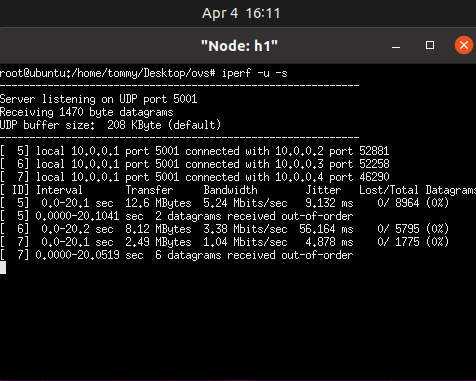 Apr 4 16:11
"Node: h1"
root@ubuntu:/home/tommy/Desktop/ovs# iperf -u -s
------------------------------------------------------------
Server listening on UDP port 5001
Receiving 1470 byte datagrams
UDP buffer size:  208 KByte (default)
------------------------------------------------------------
[  5] local 10.0.0.1 port 5001 connected with 10.0.0.2 port 52881
[  6] local 10.0.0.1 port 5001 connected with 10.0.0.3 port 52258
[  7] local 10.0.0.1 port 5001 connected with 10.0.0.4 port 46290
[ ID] Interval       Transfer     Bandwidth        Jitter   Lost/Total Datagrams
[  5]  0.0-20.1 sec  12.6 MBytes  5.24 Mbits/sec   9.132 ms    0/ 8964 (0%)
[  5] 0.0000-20.1041 sec  2 datagrams received out-of-order
[  6]  0.0-20.2 sec  8.12 MBytes  3.38 Mbits/sec  56.164 ms    0/ 5795 (0%)
[  7]  0.0-20.1 sec  2.49 MBytes  1.04 Mbits/sec   4.878 ms    0/ 1775 (0%)
[  7] 0.0000-20.0519 sec  6 datagrams received out-of-order